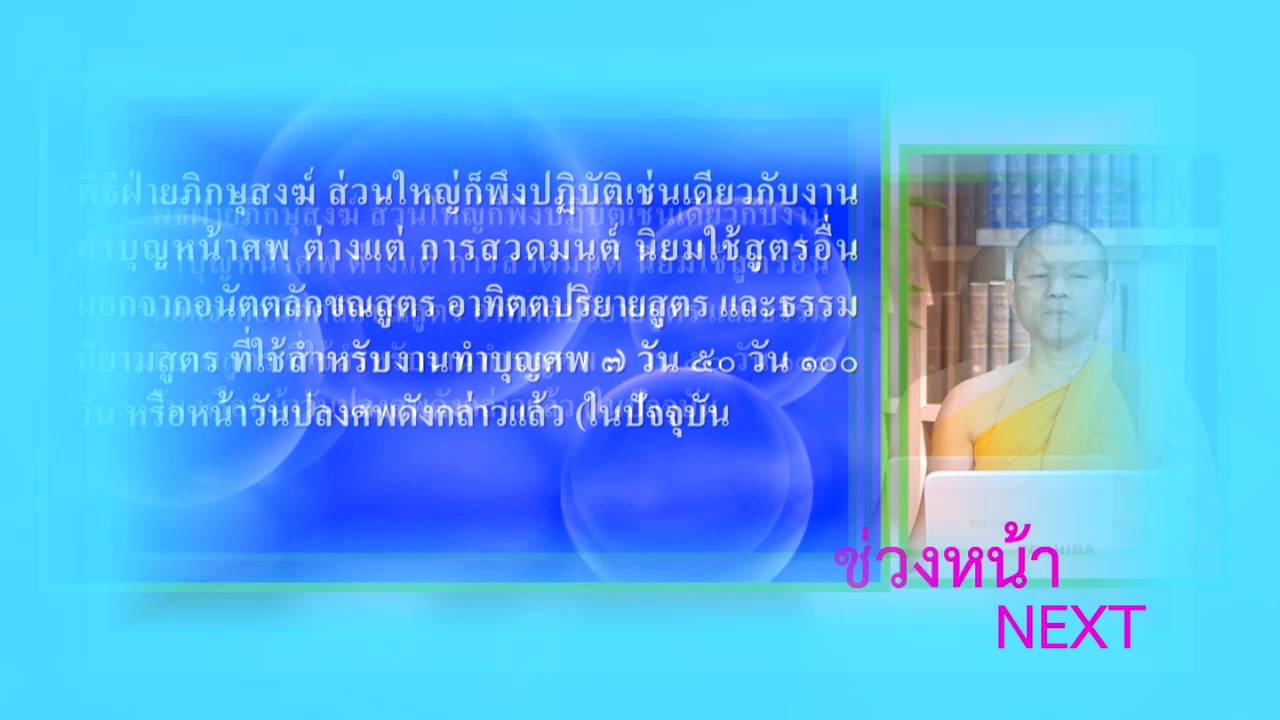 พิธีฝ่ายภิกษุสงฆ์ ส่วนใหญ่ก็พึงปฏิบัติเช่นเดียวกับงาน
ทำบุญหน้าศพ ต่างแต่ การสวดมนต์ นิยมใช้สูตรอื่น
นอกจากอนัตตลักขณสูตร อาทิตตปริยายสูตร และธรรม
นิยามสูตร ที่ใช้สำหรับงานทำบุญศพ ๗ วัน ๕๐ วัน ๑๐๐
วัน หรือหน้าวันปลงศพดังกล่าวแล้ว (ในปัจจุบัน
TOSHIBA
ช่วงหน้า
NEXT